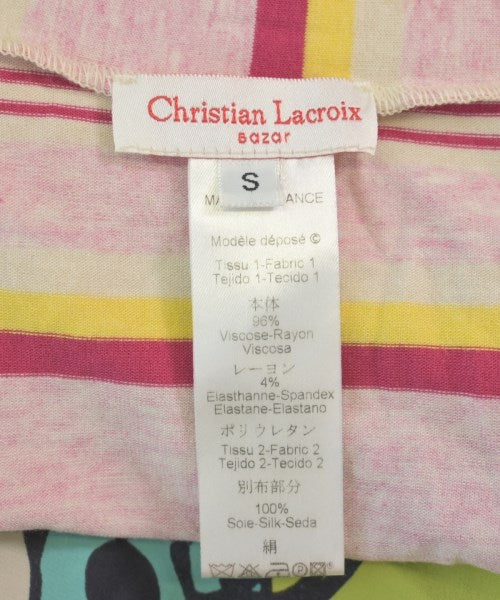 Christian Lacroix
Bazar
S
Modèle déposé ©
Tissu 1-Fabric 1
Tejido 1-Tecido 1
本体
96%
Viscose-Rayon
Viscosa
レーヨン
4%
Elasthanne-Spandex
Elastane-Elastano
ポリウレタン
Tissu 2-Fabric 2
Tejido 2-Tecido 2
別布部分
100%
Soie-Silk-Seda
絹